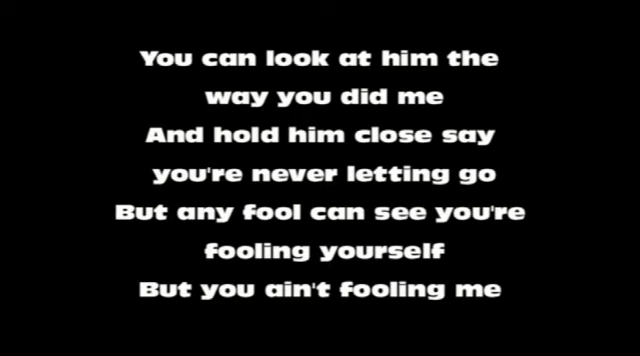 You can look at him the
way you did me
And hold him close say
you're never letting go
But any fool can see you're
fooling yourself
But you ain't fooling me